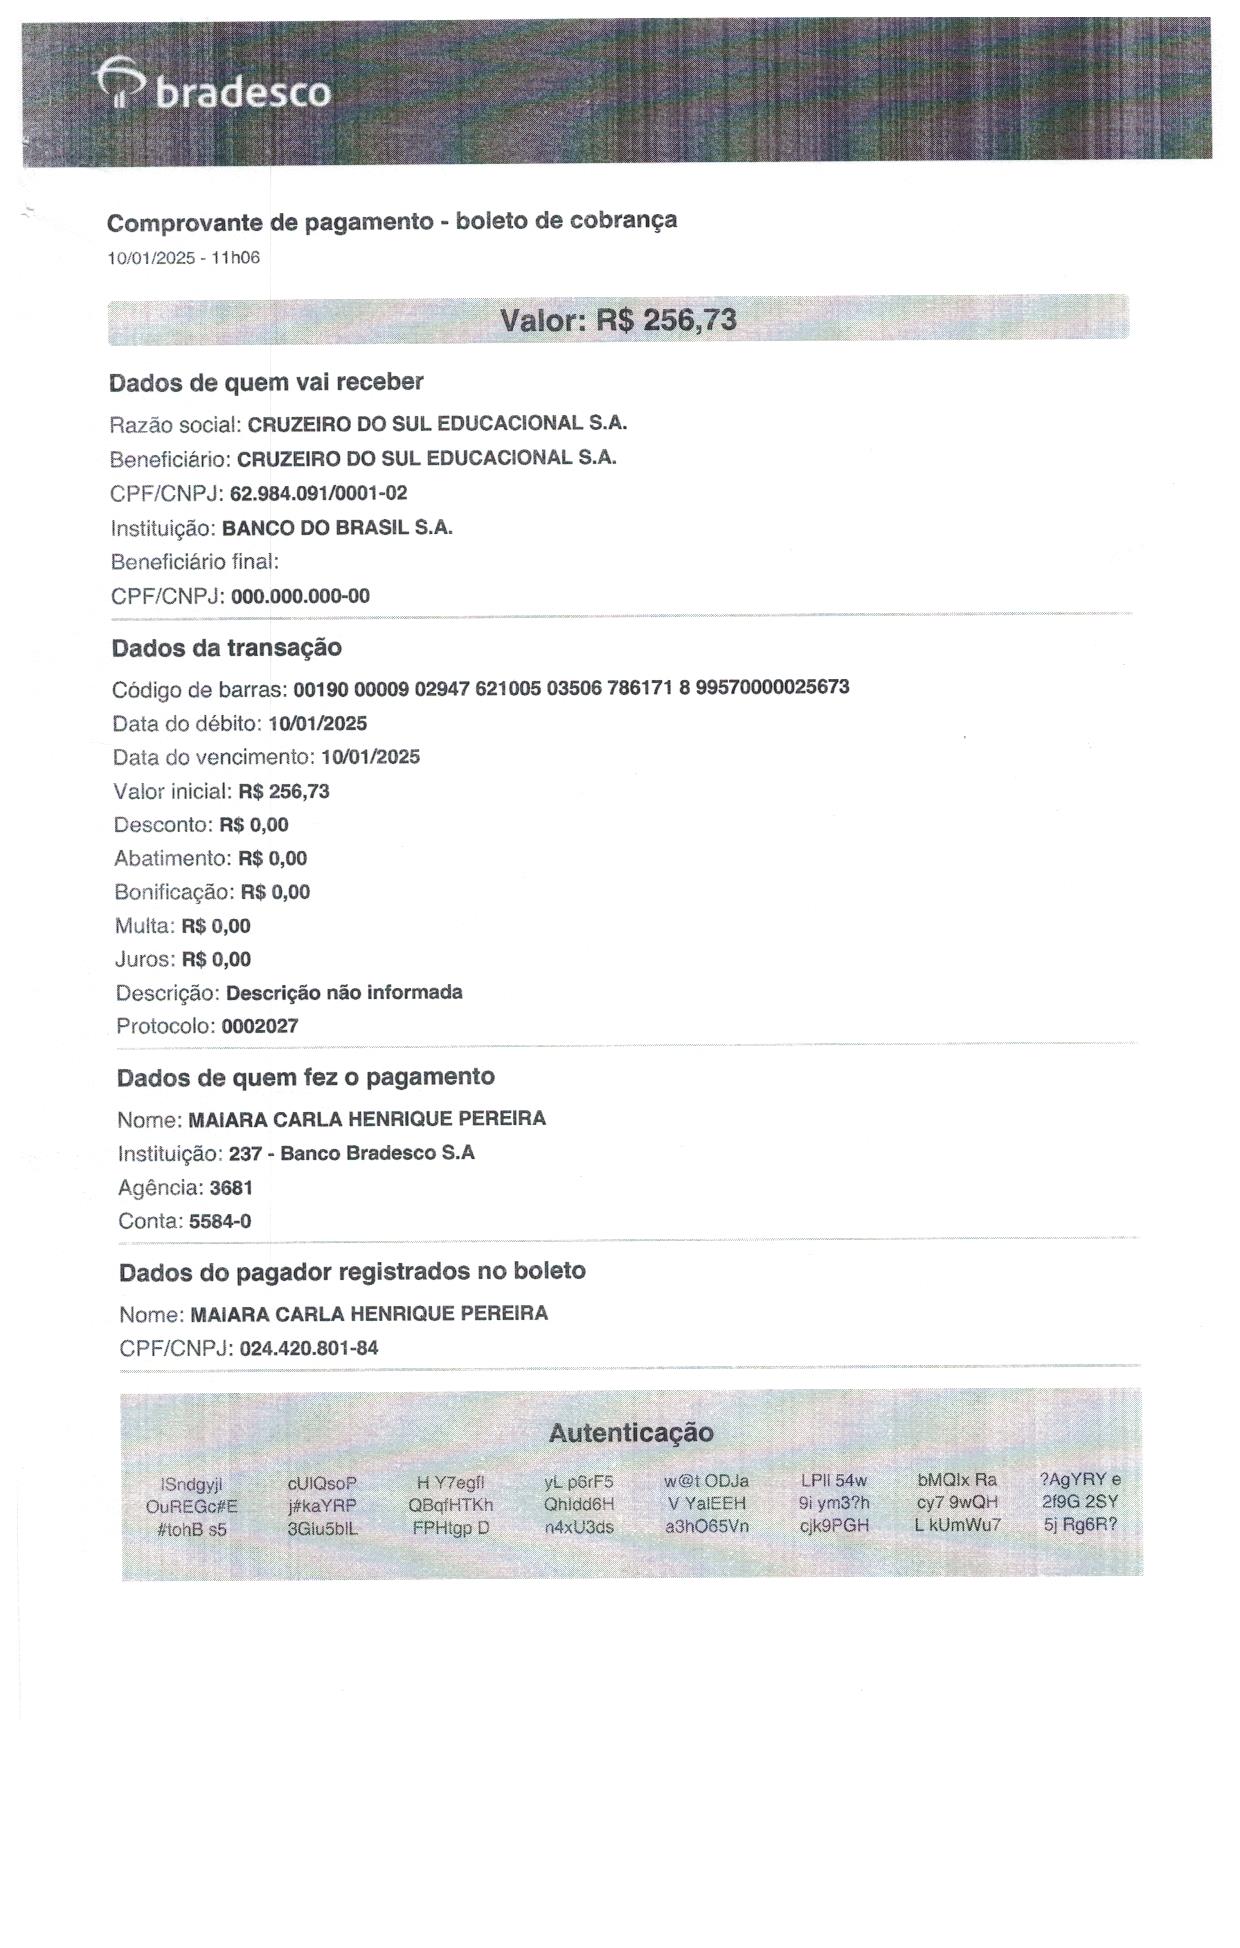 bradesco
Comprovante de pagamento - boleto de cobrança
10/01/2025 - 11h06
Valor: R$ 256,73
Dados de quem vai receber
Razão social: CRUZEIRO DO SUL EDUCACIONAL S.A.
Beneficiário: CRUZEIRO DO SUL EDUCACIONAL S.A.
CPF/CNPJ: 62.984.091/0001-02
Instituição: BANCO DO BRASIL S.A.
Beneficiário final:
CPF/CNPJ: 000.000.000-00
Dados da transação
Código de barras: 00190 00009 02947 621005 03506 786171 8 99570000025673
Data do débito: 10/01/2025
Data do vencimento: 10/01/2025
Valor inicial: R$ 256,73
Desconto: R$ 0,00
Abatimento: R$ 0,00
Bonificação: R$ 0,00
Multa: R$ 0,00
Juros: R$ 0,00
Descrição: Descrição não informada
Protocolo: 0002027
Dados de quem fez o pagamento
Nome: MAIARA CARLA HENRIQUE PEREIRA
Instituição: 237 - Banco Bradesco S.A
Agência: 3681
Conta: 5584-0
Dados do pagador registrados no boleto
Nome: MAIARA CARLA HENRIQUE PEREIRA
CPF/CNPJ: 024.420.801-84
Autenticação
H Y7egfl yL p6rF5 w@t ODJa bMQIx Ra ?AgYRY e
OuREGc#E j#kaYRP QBqfHTKh V YaIEEH 9i ym3?h cy7 9wQH 2f9G 2SY
#tohB s5 FPHtgp D n4xU3ds a3hO65Vn cjk9PGH L kUmWu7 5j Rg6R?